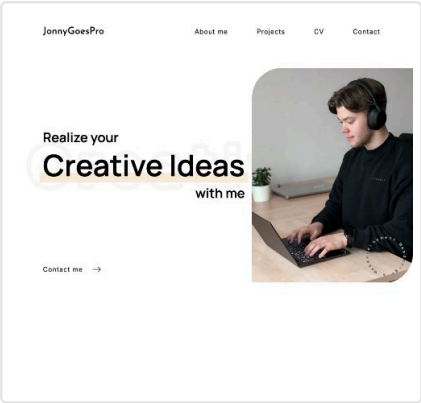 JonnyGoesPro
About me
Projects
CV
Contact
Realize your
Creative Ideas
with me
Contact me →